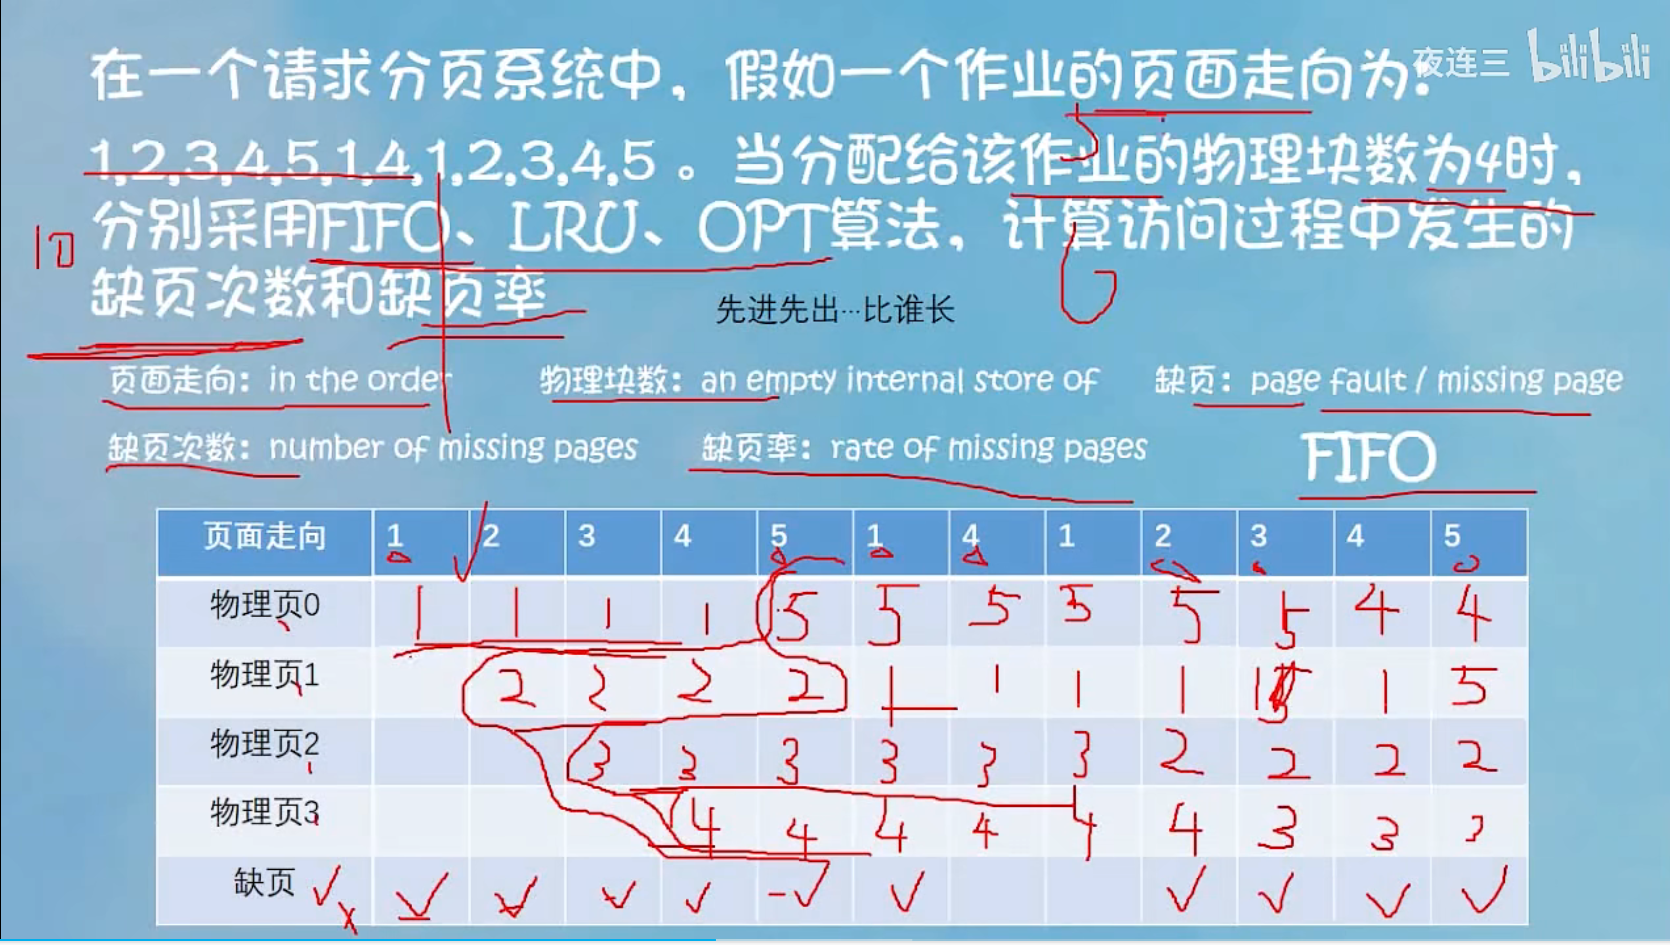 夜连三 bilibili
在一个请求分页系统中，假如一个作业的页面走向为：
1,2,3,4,5,1,4,1,2,3,4,5 。当分配给该作业的物理块数为4时，
分别采用FIFO、LRU、OPT算法，计算访问过程中发生的
10
缺页次数和缺页率
先进先出…比谁长
页面走向：in the order 物理块数：an empty internal store of 缺页：page fault / missing page
缺页次数：number of missing pages 缺页率：rate of missing pages
FIFO
页面走向 1 2 3 4 5 1 4 1 2 3 4 5
物理页0 1 1 1 1 5 5 5 5 5 5 4 4
物理页1 2 2 2 2 1 1 1 1 1 1 5
物理页2 3 3 3 3 3 3 2 2 2 2
物理页3 4 4 4 4 4 4 3 3 3
缺页 ✓ x ✓ ✓ ✓ ✓ ✓ ✓ ✓ ✓ ✓ ✓